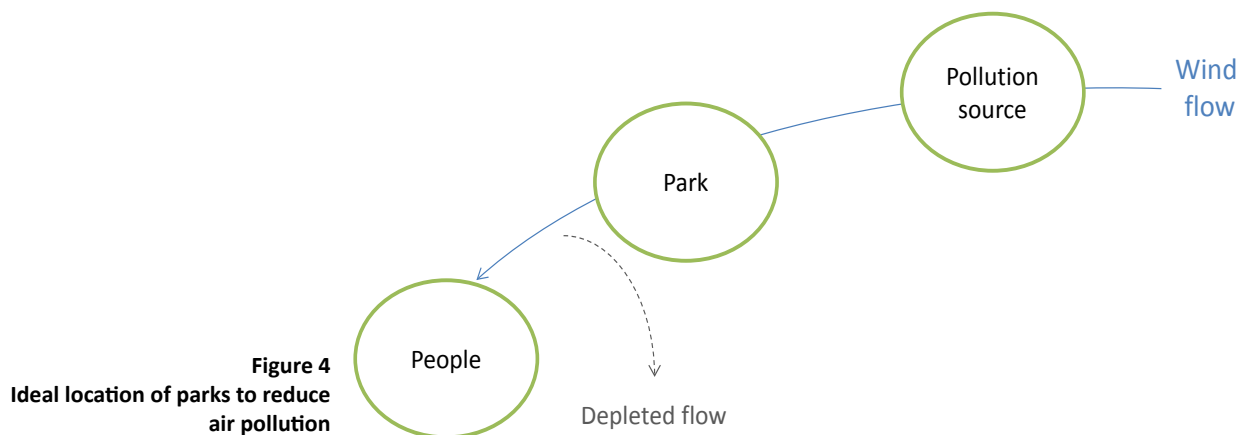 Pollution
source
Wind
flow
Park
People
Figure 4
Ideal location of parks to reduce
air pollution
Depleted flow